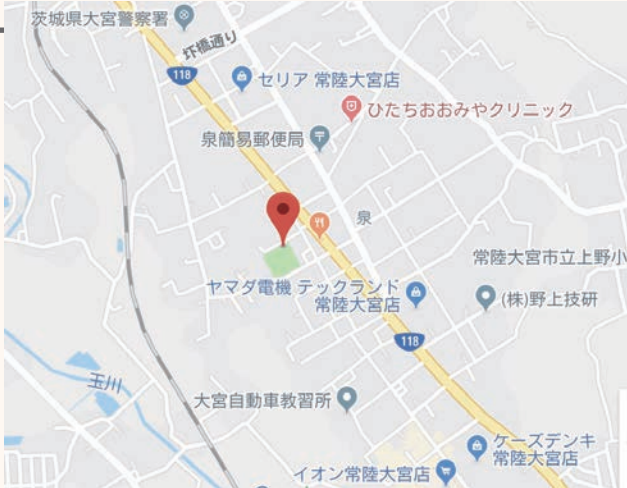 茨城県大宮警察署
圷橋通り
118
セリア 常陸大宮店
ひたちおおみやクリニック
泉簡易郵便局
泉
常陸大宮市立上野小
ヤマダ電機 テックランド
常陸大宮店
(株)野上技研
118
玉川
大宮自動車教習所
ケーズデンキ
常陸大宮店
イオン常陸大宮店